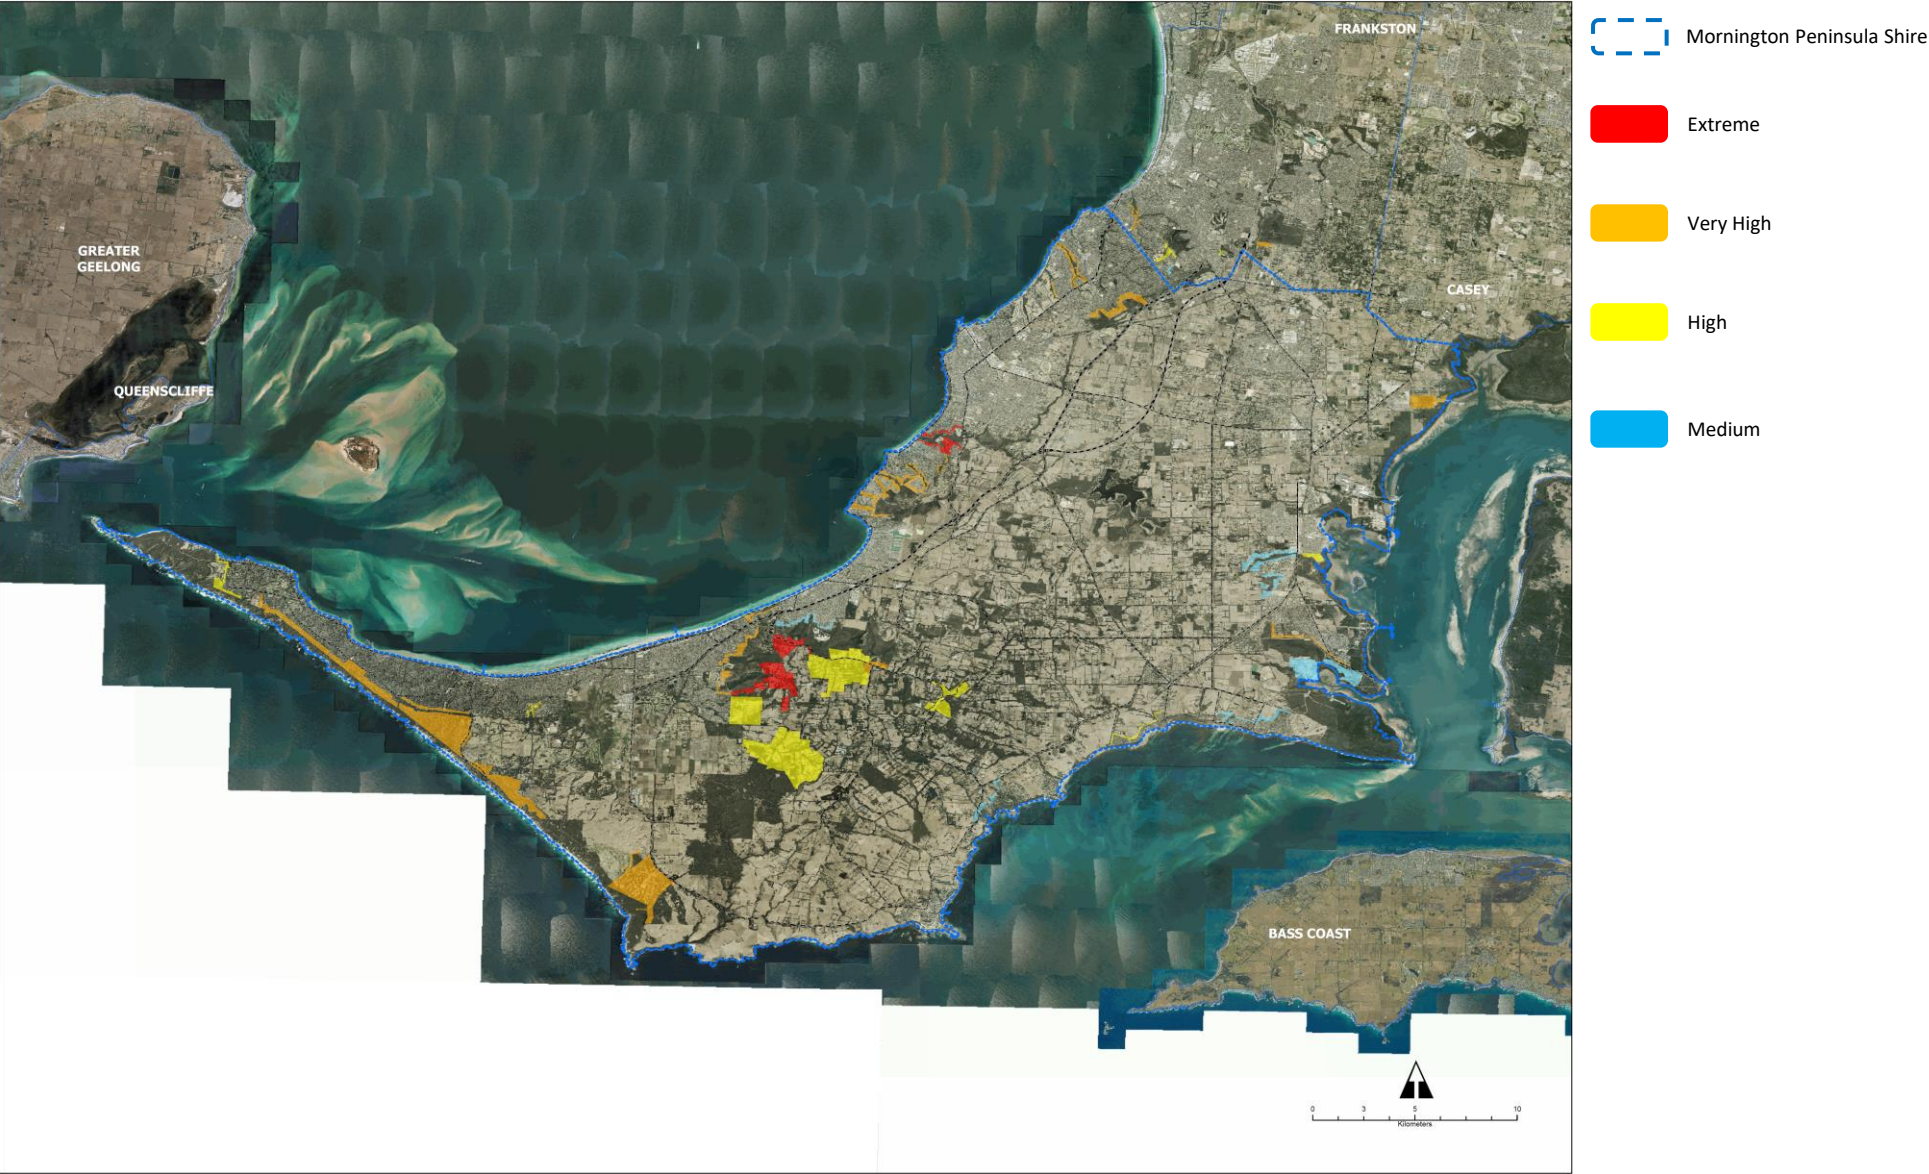 FRANKSTON
Mornington Peninsula Shire
Extreme
Very High
GREATER
GEELONG
CASEY
High
QUEENSCLIFFE
Medium
BASS COAST
0 3 5 10
Kilometers